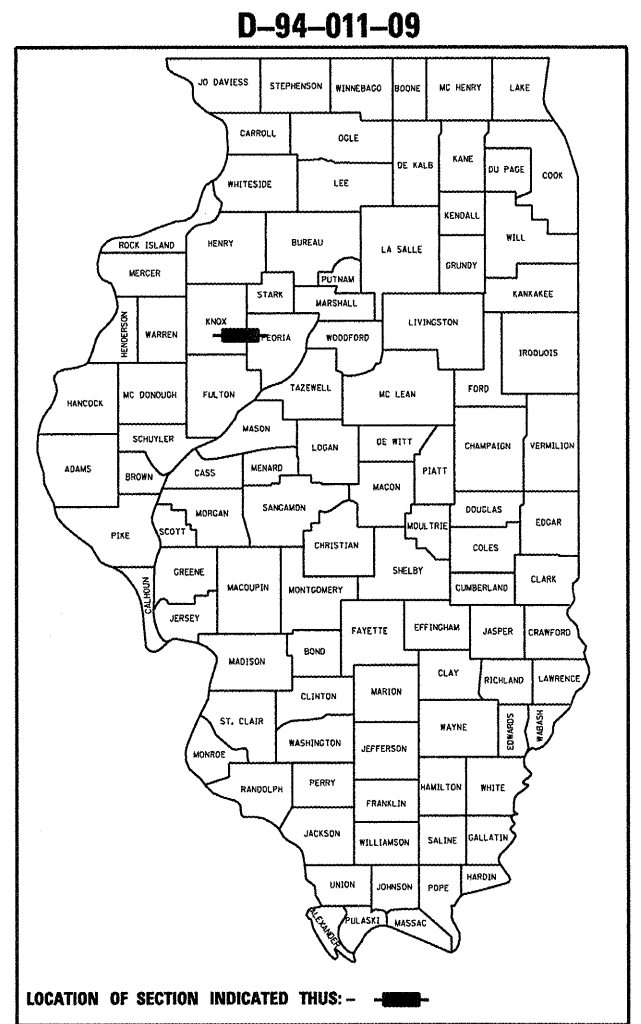 D-94-011-09
JO DAVIESS
STEPHENSON
WINNEBAGO
BOONE
MC HENRY
LAKE
CARROLL
OGLE
DE KALB
KANE
DU PAGE
COOK
WHITESIDE
LEE
KENDALL
WILL
ROCK ISLAND
HENRY
BUREAU
LA SALLE
GRUNDY
MERCER
PUTNAM
STARK
MARSHALL
KANKAKEE
HENDERSON
WARREN
KNOX
PEORIA
WOODFORD
LIVINGSTON
IROQUOIS
HANCOCK
MC DONOUGH
FULTON
TAZEWELL
MC LEAN
FORD
MASON
SCHUYLER
LOGAN
DE WITT
CHAMPAIGN
VERMILION
ADAMS
BROWN
CASS
MENARD
PIATT
MACON
MORGAN
SANGAMON
DOUGLAS
EDGAR
PIKE
SCOTT
CHRISTIAN
MOULTRIE
COLES
GREENE
MACOUPIN
MONTGOMERY
SHELBY
CUMBERLAND
CLARK
CALHOUN
JERSEY
FAYETTE
EFFINGHAM
JASPER
CRAWFORD
MADISON
BOND
CLAY
RICHLAND
LAWRENCE
CLINTON
MARION
ST. CLAIR
WAYNE
EDWARDS
WABASH
WASHINGTON
JEFFERSON
MONROE
RANDOLPH
PERRY
HAMILTON
WHITE
FRANKLIN
JACKSON
WILLIAMSON
SALINE
GALLATIN
UNION
JOHNSON
POPE
HARDIN
ALEXANDER
PULASKI
MASSAC
LOCATION OF SECTION INDICATED THUS: -